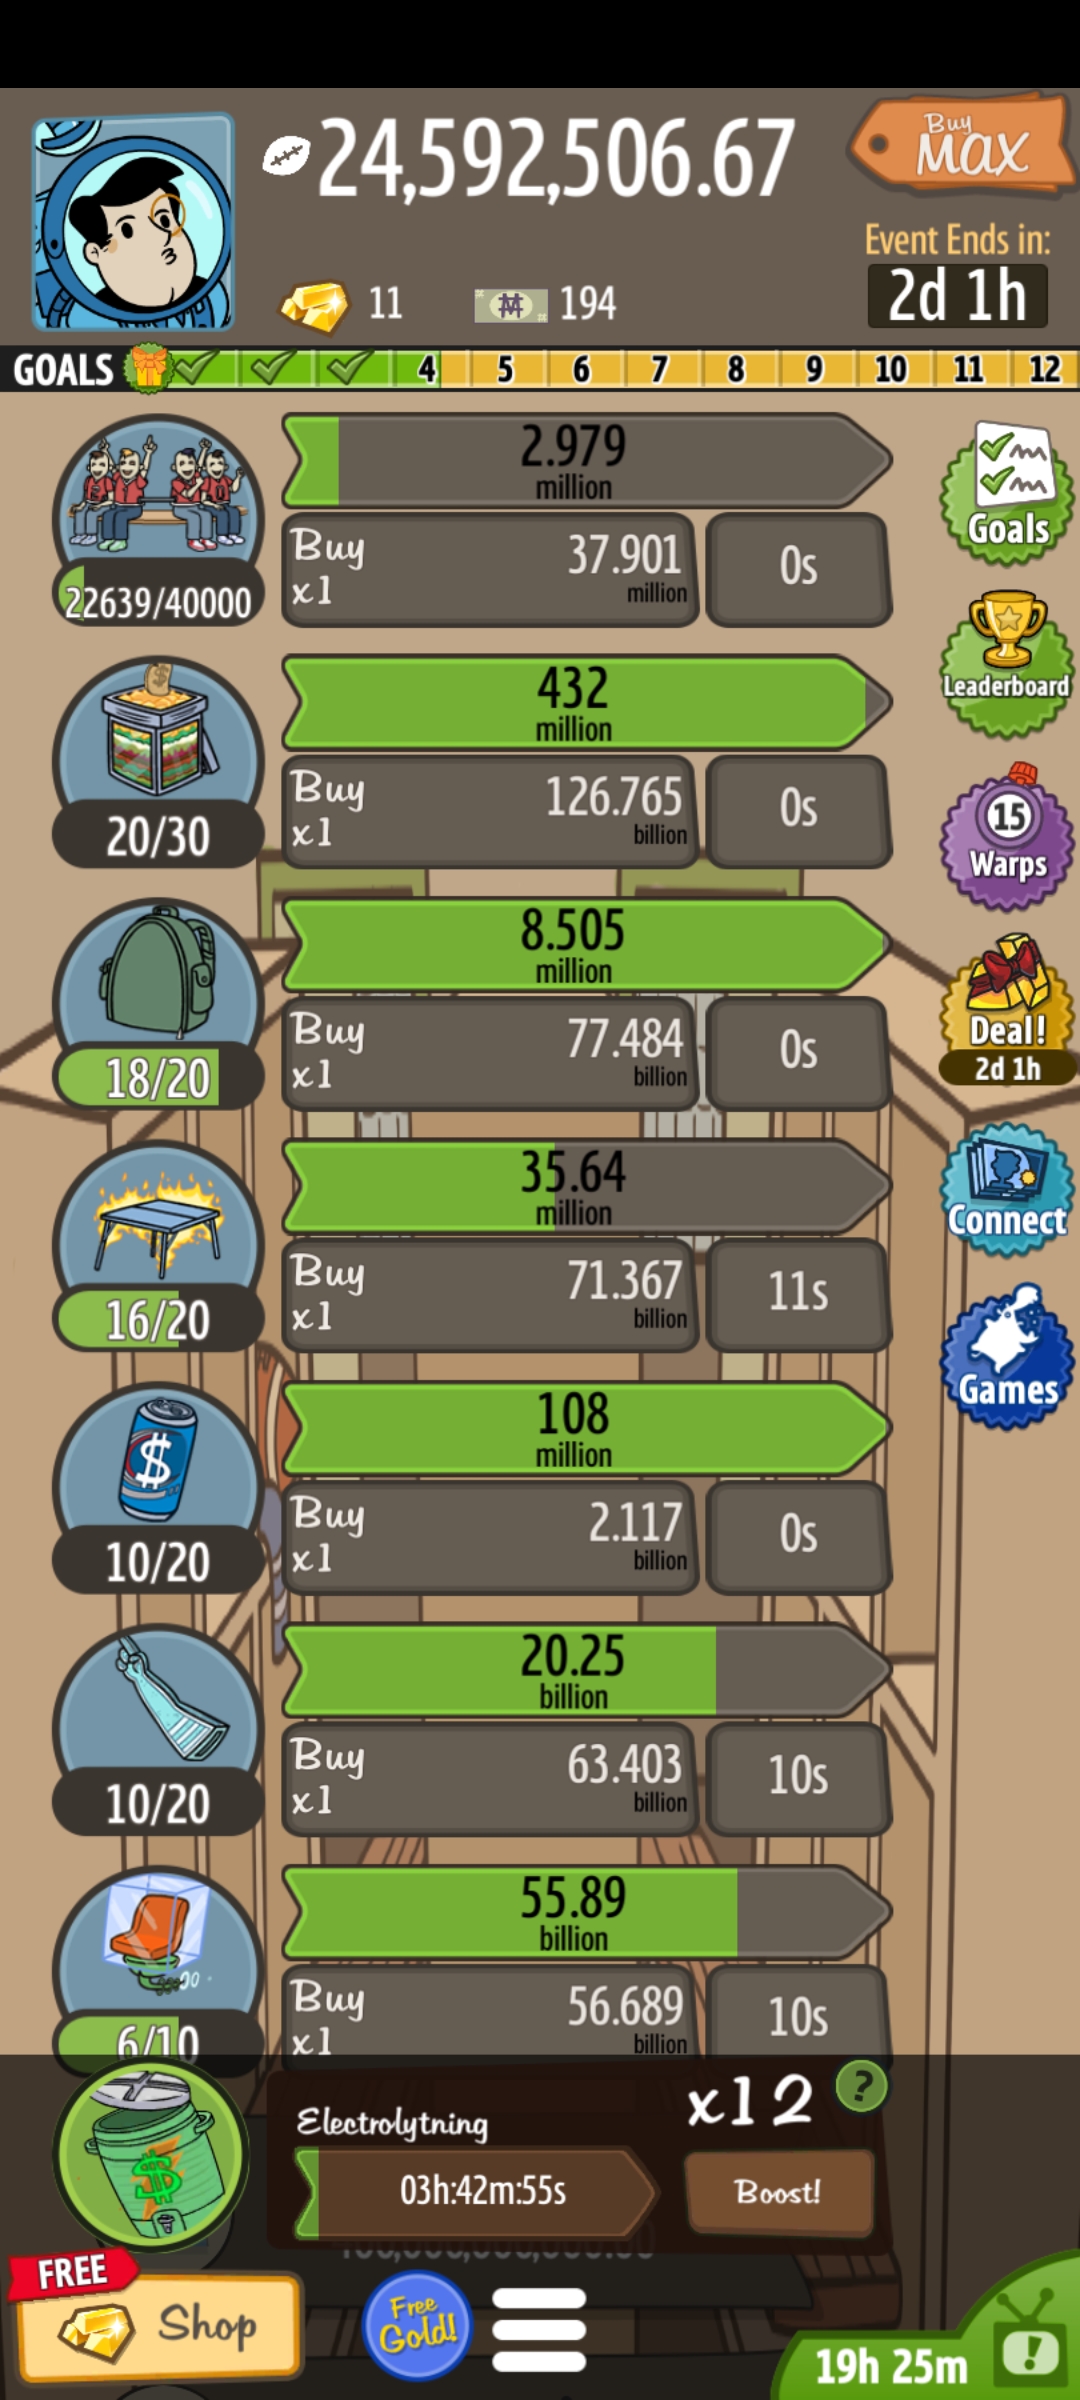 24,592,506.67
Buy
MAX
Event Ends in:
2d 1h
11
194
GOALS 4 5 6 7 8 9 10 11 12
2.979
million
Buy
x1
37.901
million
0s
22639/40000
Goals
432
million
Buy
x1
126.765
billion
0s
20/30
Leaderboard
8.505
million
Buy
x1
77.484
billion
0s
18/20
15
Warps
Deal!
2d 1h
35.64
million
Buy
x1
71.367
billion
11s
16/20
Connect
108
million
Buy
x1
2.117
billion
0s
10/20
Games
20.25
billion
Buy
x1
63.403
billion
10s
10/20
55.89
billion
Buy
x1
56.689
billion
10s
6/10
Electrolytning
x12
?
03h:42m:55s
Boost!
FREE
Shop
Free
Gold!
19h 25m